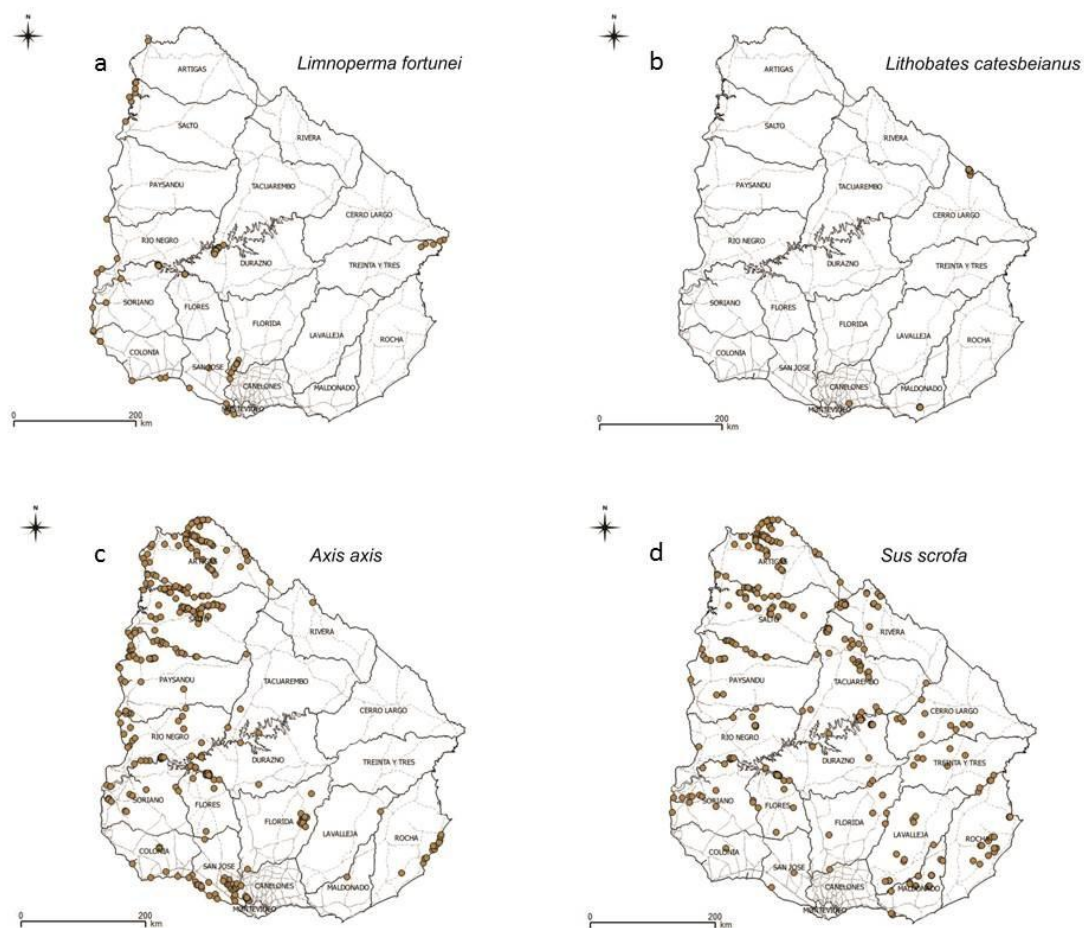 N
a
Limnoperma fortunei
ARTIGAS
SALTO
RIVERA
PAYSANDU
TACUAREMBO
CERRO LARGO
RIO NEGRO
DURAZNO
TREINTA Y TRES
SORIANO
FLORES
FLORIDA
LAVALLEJA
ROCHA
COLONIA
SAN JOSE
CANELONES
MALDONADO
MONTEVIDEO
0 200
km
N
b
Lithobates catesbeianus
ARTIGAS
SALTO
RIVERA
PAYSANDU
TACUAREMBO
CERRO LARGO
RIO NEGRO
DURAZNO
TREINTA Y TRES
SORIANO
FLORES
FLORIDA
LAVALLEJA
ROCHA
COLONIA
SAN JOSE
CANELONES
MALDONADO
MONTEVIDEO
0 200
km
N
c
Axis axis
ARTIGAS
SALTO
RIVERA
PAYSANDU
TACUAREMBO
CERRO LARGO
RIO NEGRO
DURAZNO
TREINTA Y TRES
SORIANO
FLORES
FLORIDA
LAVALLEJA
ROCHA
COLONIA
SAN JOSE
CANELONES
MALDONADO
MONTEVIDEO
0 200
km
N
d
Sus scrofa
ARTIGAS
SALTO
RIVERA
PAYSANDU
TACUAREMBO
CERRO LARGO
RIO NEGRO
DURAZNO
TREINTA Y TRES
SORIANO
FLORES
FLORIDA
LAVALLEJA
ROCHA
COLONIA
SAN JOSE
CANELONES
MALDONADO
MONTEVIDEO
0 200
km